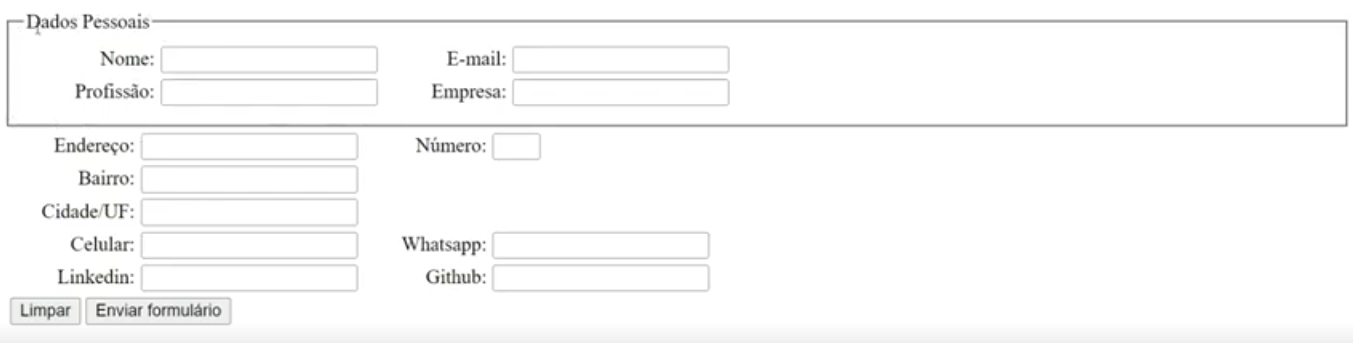 Dados Pessoais
Nome: E-mail:
Profissão: Empresa:
Endereço: Número:
Bairro:
Cidade/UF:
Celular: Whatsapp:
Linkedin: Github:
Limpar Enviar formulário